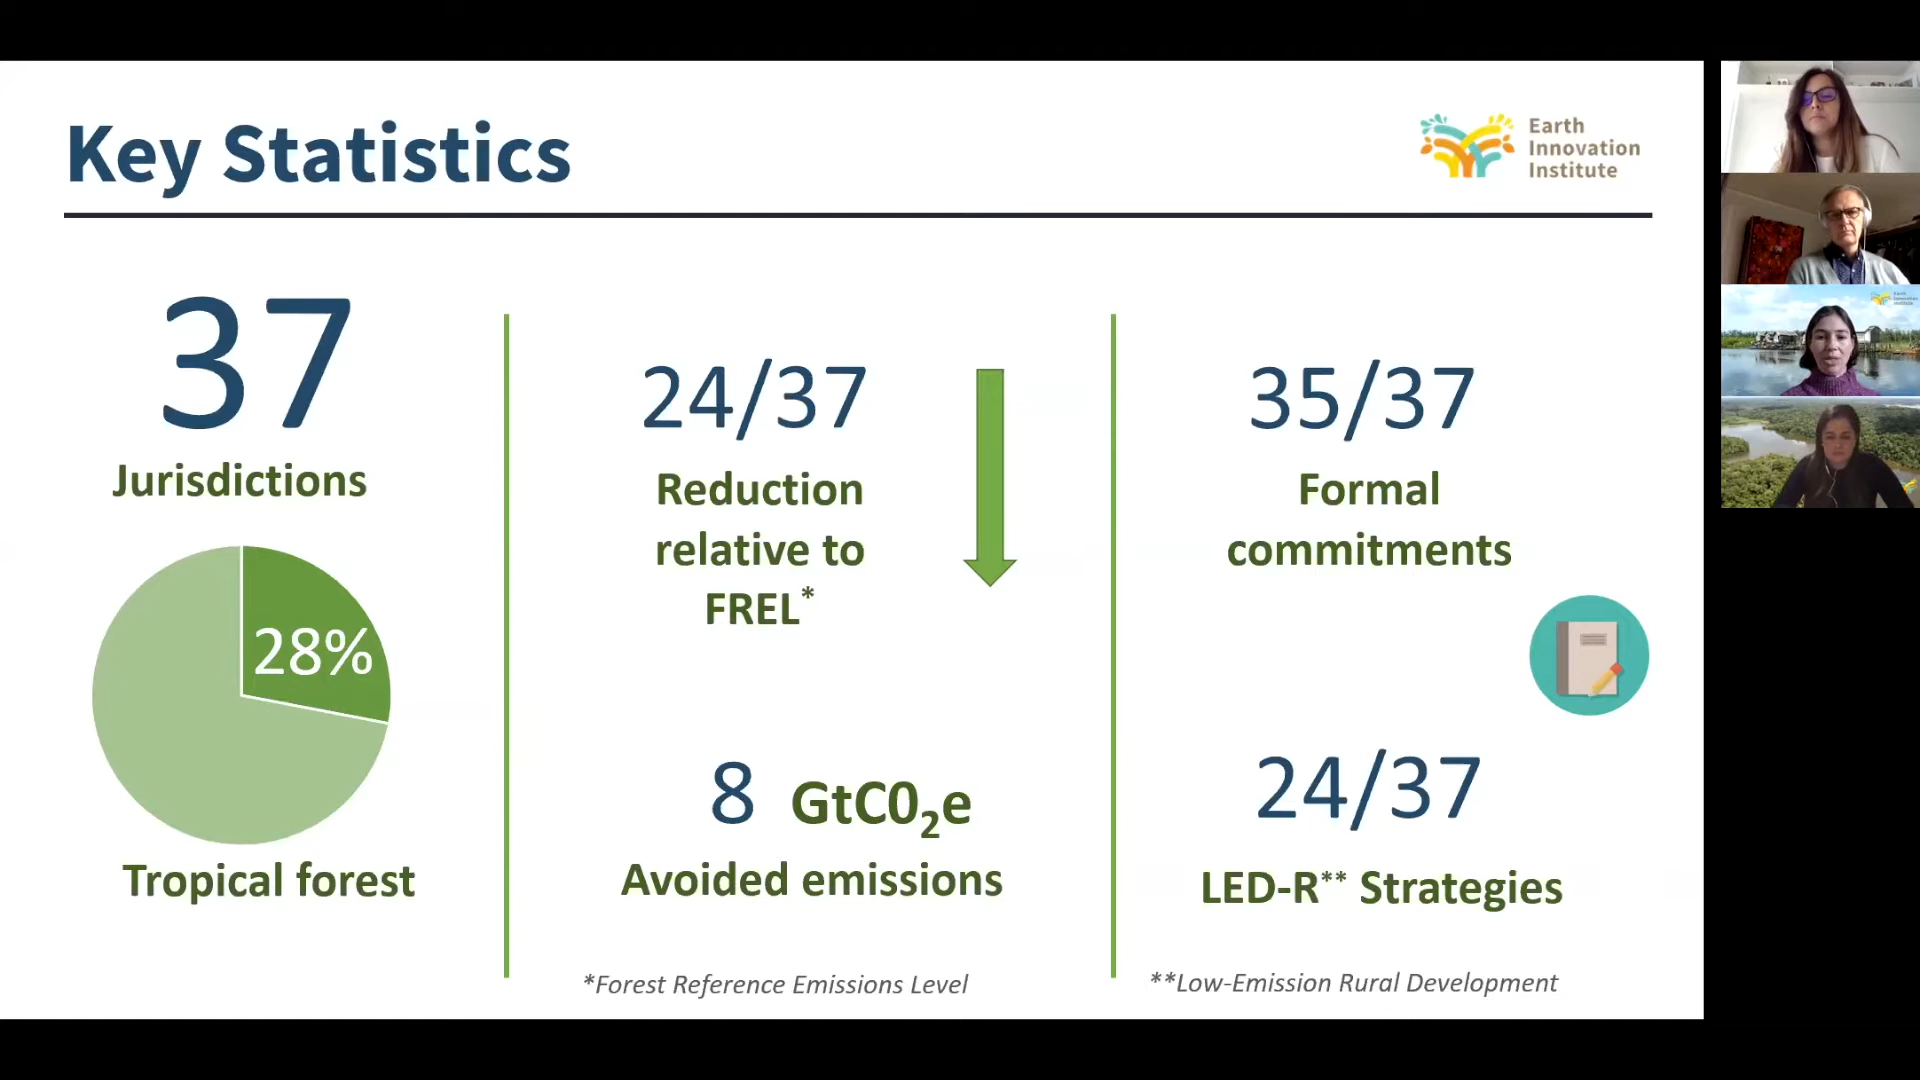 Key Statistics
Earth
Innovation
Institute
37
Jurisdictions
28%
Tropical forest
24/37
Reduction
relative to
FREL*
8 GtC0₂e
Avoided emissions
*Forest Reference Emissions Level
35/37
Formal
commitments
24/37
LED-R** Strategies
**Low-Emission Rural Development